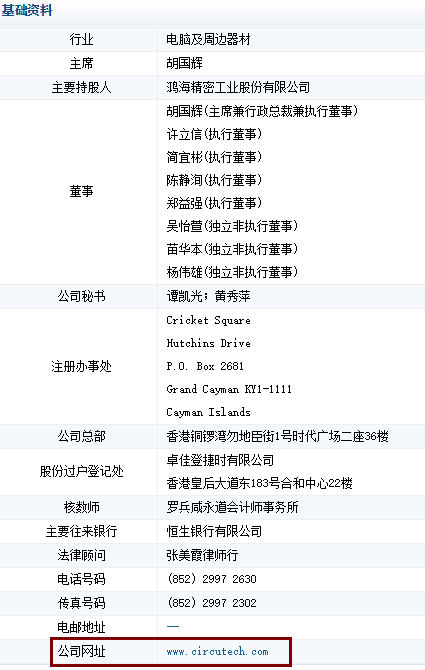 基础资料
行业 电脑及周边器材
主席 胡国辉
主要持股人 鸿海精密工业股份有限公司
董事 胡国辉(主席兼行政总裁兼执行董事)
许立信(执行董事)
简宜彬(执行董事)
陈静洵(执行董事)
郑益强(执行董事)
吴怡萱(独立非执行董事)
苗华本(独立非执行董事)
杨伟雄(独立非执行董事)
公司秘书 谭凯光；黄秀萍
注册办事处 Cricket Square
Hutchins Drive
P.O. Box 2681
Grand Cayman KY1-1111
Cayman Islands
公司总部 香港铜锣湾勿地臣街1号时代广场二座36楼
股份过户登记处 卓佳登捷时有限公司
香港皇后大道东183号合和中心22楼
核数师 罗兵咸永道会计师事务所
主要往来银行 恒生银行有限公司
法律顾问 张美霞律师行
电话号码 (852) 2997 2630
传真号码 (852) 2997 2302
电邮地址 —
公司网址 www.circutech.com